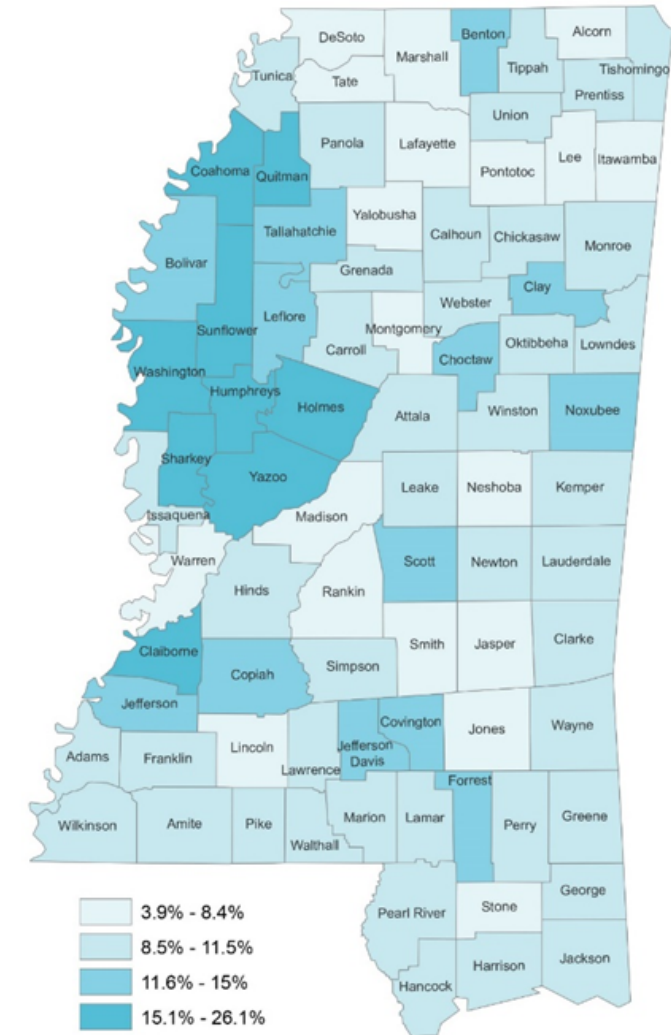 DeSoto
Marshall
Benton
Alcorn
Tippah
Tishomingo
Tunica
Tate
Prentiss
Union
Panola
Lafayette
Lee
Itawamba
Pontotoc
Coahoma
Quitman
Yalobusha
Tallahatchie
Calhoun
Chickasaw
Monroe
Bolivar
Grenada
Clay
Webster
Leflore
Sunflower
Montgomery
Carroll
Choctaw
Oktibbeha
Lowndes
Washington
Humphreys
Holmes
Attala
Winston
Noxubee
Sharkey
Yazoo
Leake
Neshoba
Kemper
Issaquena
Madison
Warren
Scott
Newton
Lauderdale
Hinds
Rankin
Smith
Jasper
Clarke
Claiborne
Copiah
Simpson
Jefferson
Covington
Jones
Wayne
Lincoln
Jefferson
Davis
Adams
Franklin
Lawrence
Forrest
Wilkinson
Amite
Pike
Walthall
Marion
Lamar
Perry
Greene
George
Pearl River
Stone
Hancock
Harrison
Jackson
3.9% - 8.4%
8.5% - 11.5%
11.6% - 15%
15.1% - 26.1%